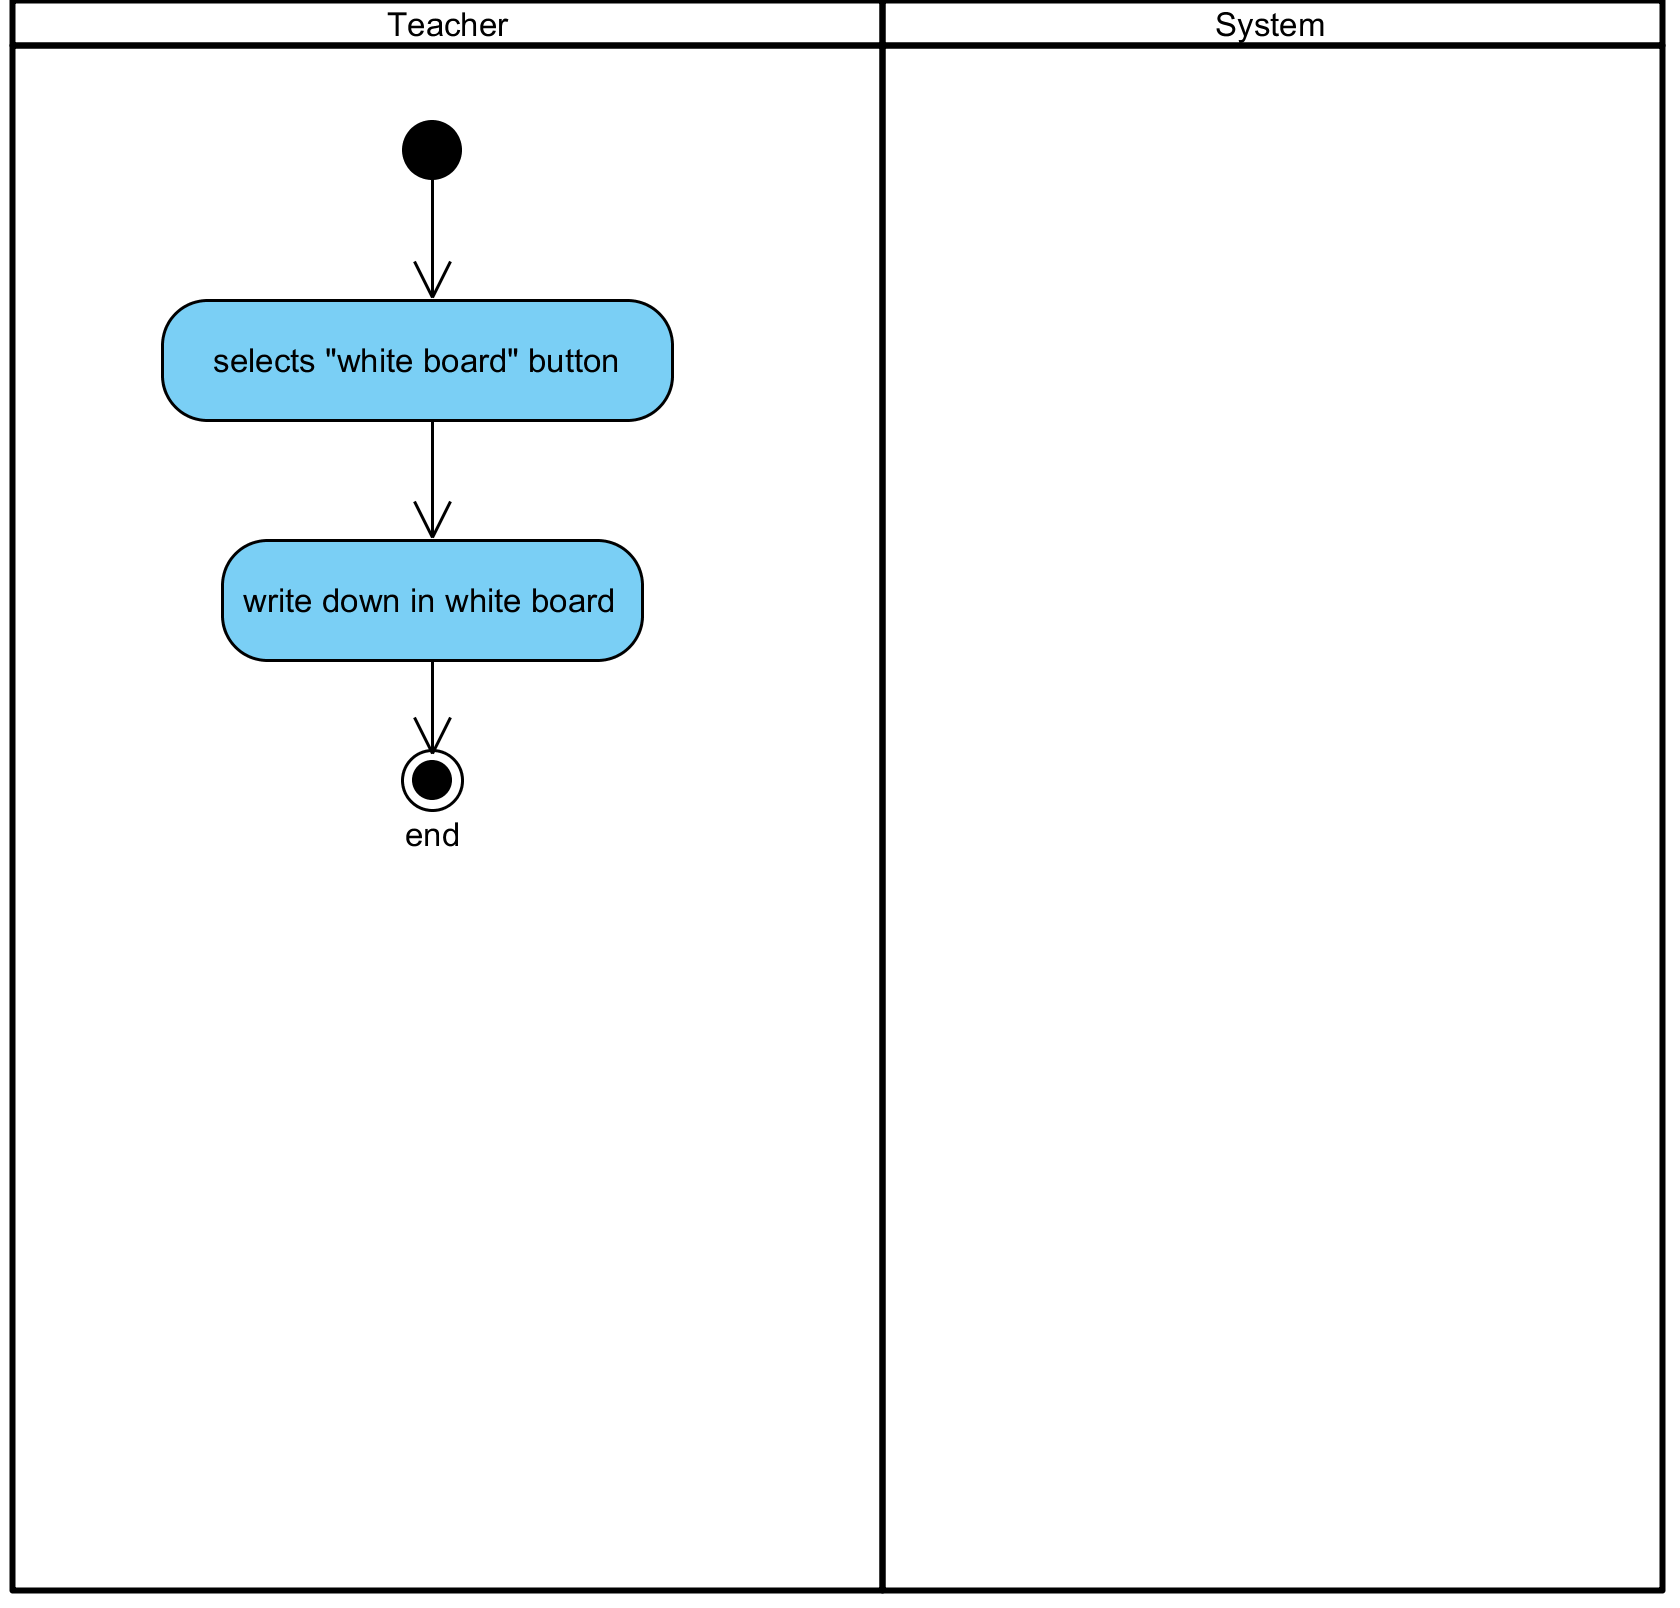 Teacher
System
selects "white board" button
write down in white board
end